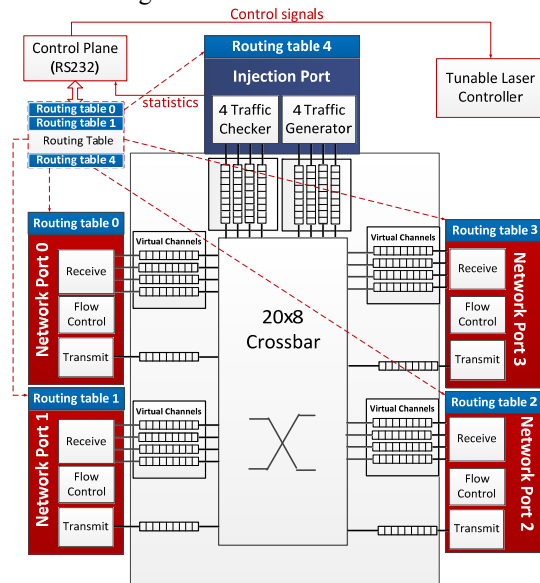 Control signals
Control Plane
(RS232)
Routing table 4
Injection Port
Tunable Laser
Controller
statistics
4 Traffic
Checker
4 Traffic
Generator
Routing table 0
Routing table 1
Routing Table
Routing table 4
Routing table 0
Network Port 0
Receive
Flow
Control
Transmit
Virtual Channels
20x8
Crossbar
Virtual Channels
Routing table 3
Receive
Flow
Control
Transmit
Network Port 3
Routing table 1
Network Port 1
Receive
Flow
Control
Transmit
Virtual Channels
Virtual Channels
Routing table 2
Receive
Flow
Control
Transmit
Network Port 2